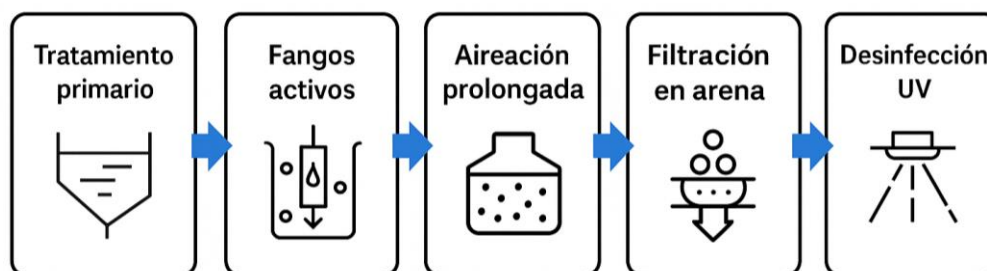 Tratamiento
primario
Fangos
activos
Aireación
prolongada
Filtración
en arena
Desinfección
UV